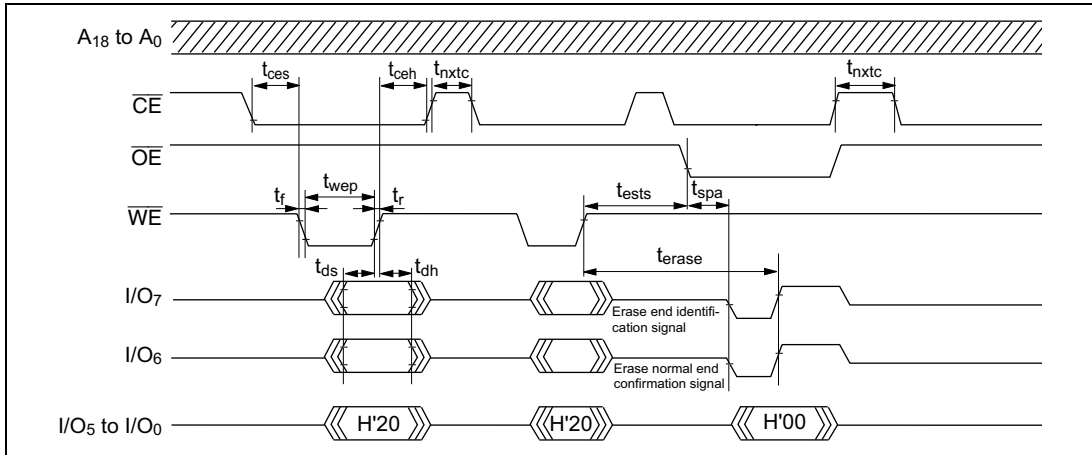 A18 to A0
tces
tceh
tnxtc
tnxtc
CE
OE
twep
tests
tspa
tf
tr
WE
terase
tds
tdh
I/O7
Erase end identifi-
cation signal
I/O6
Erase normal end
confirmation signal
I/O5 to I/O0
H'20
H'20
H'00